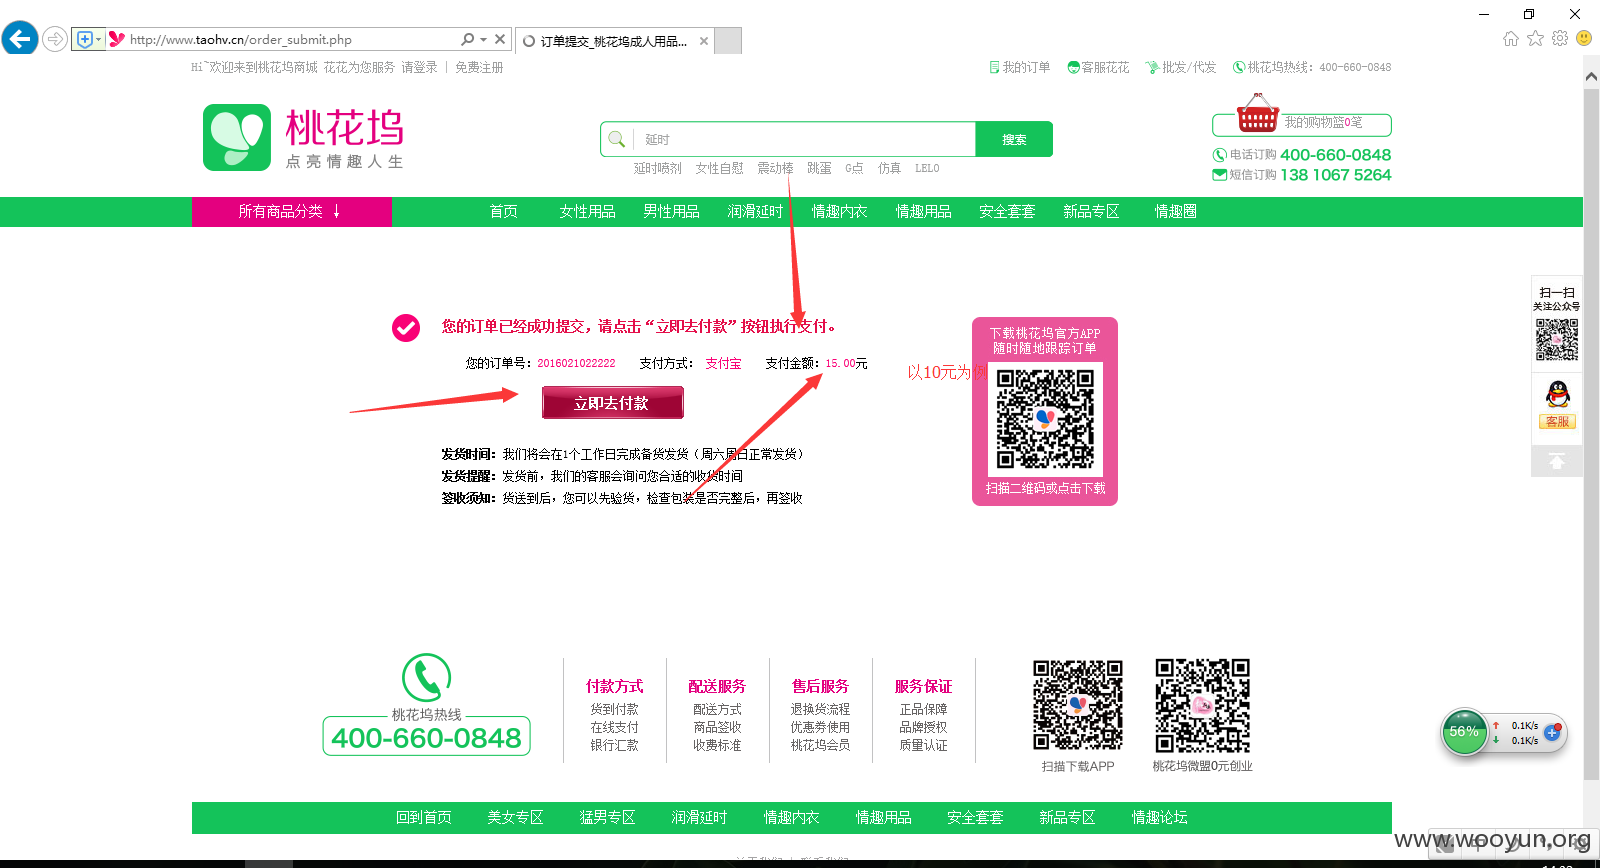 http://www.taohv.cn/order_submit.php
订单提交_桃花坞成人用品...
Hi~欢迎来到桃花坞商城 花花为您服务 请登录 | 免费注册
我的订单 客服花花 批发/代发 桃花坞热线：400-660-0848
桃花坞
点亮情趣人生
延时 搜索
延时喷剂 女性自慰 震动棒 跳蛋 G点 仿真 LELO
我的购物篮0笔
电话订购 400-660-0848
短信订购 138 1067 5264
所有商品分类 ↓ 首页 女性用品 男性用品 润滑延时 情趣内衣 情趣用品 安全套套 新品专区 情趣圈
您的订单已经成功提交，请点击“立即去付款”按钮执行支付。
您的订单号：2016021022222 支付方式： 支付宝 支付金额：15.00元
以10元为例
立即去付款
发货时间：我们将会在1个工作日完成备货发货（周六周日正常发货）
发货提醒：发货前，我们的客服会询问您合适的收货时间
签收须知：货送到后，您可以先验货，检查包装是否完整后，再签收
下载桃花坞官方APP
随时随地跟踪订单
扫描二维码或点击下载
扫一扫
关注公众号
客服
桃花坞热线
400-660-0848
付款方式
货到付款
在线支付
银行汇款
配送服务
配送方式
商品签收
收费标准
售后服务
退换货流程
优惠券使用
桃花坞会员
服务保证
正品保障
品牌授权
质量认证
扫描下载APP
桃花坞微盟0元创业
56%
0.1K/s
0.1K/s
回到首页 美女专区 猛男专区 润滑延时 情趣内衣 情趣用品 安全套套 新品专区 情趣论坛
www.wooyun.org